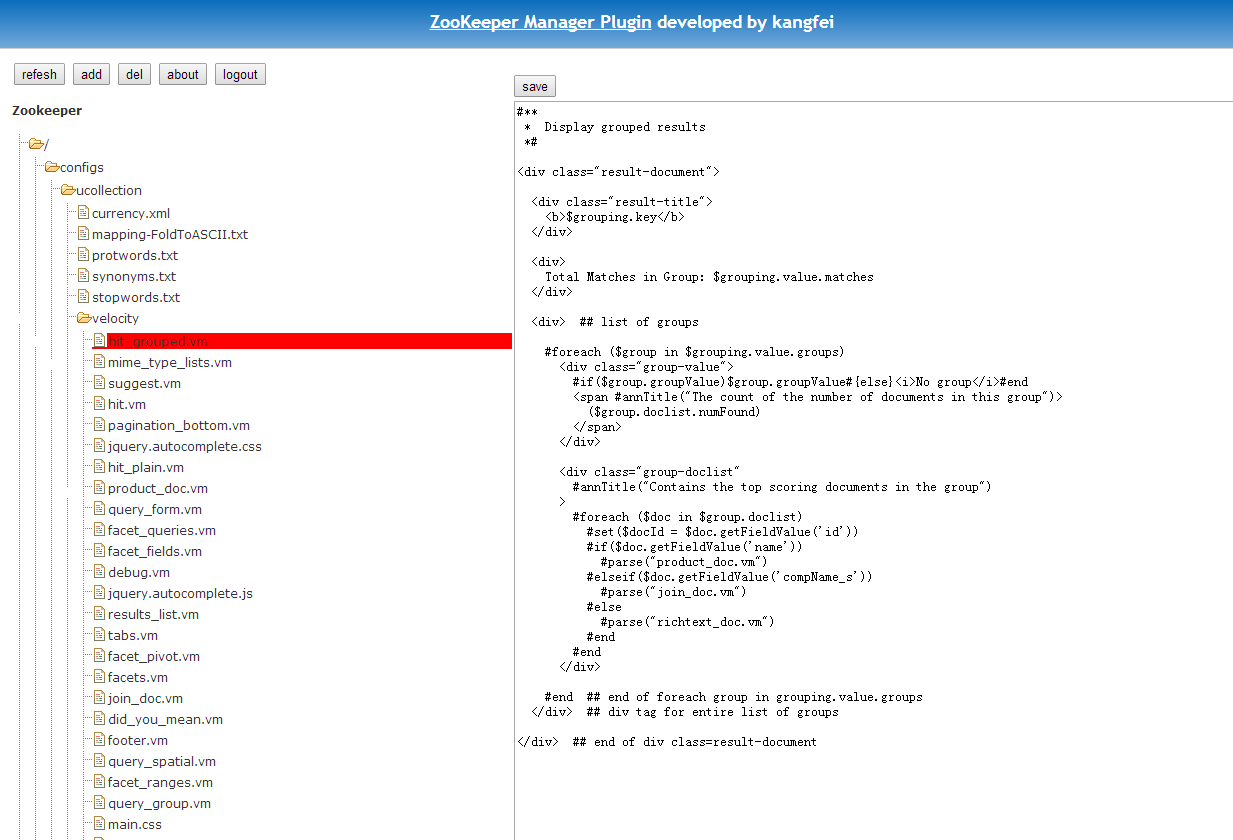 ZooKeeper Manager Plugin developed by kangfei
refesh add del about logout
Zookeeper
/
configs
ucollection
currency.xml
mapping-FoldToASCII.txt
protwords.txt
synonyms.txt
stopwords.txt
velocity
hit_grouped.vm
mime_type_lists.vm
suggest.vm
hit.vm
pagination_bottom.vm
jquery.autocomplete.css
hit_plain.vm
product_doc.vm
query_form.vm
facet_queries.vm
facet_fields.vm
debug.vm
jquery.autocomplete.js
results_list.vm
tabs.vm
facet_pivot.vm
facets.vm
join_doc.vm
did_you_mean.vm
footer.vm
query_spatial.vm
facet_ranges.vm
query_group.vm
main.css
save
#**
 *  Display grouped results
 *#
<div class="result-document">
  <div class="result-title">
    <b>$grouping.key</b>
  </div>
  <div>
    Total Matches in Group: $grouping.value.matches
  </div>
  <div>  ## list of groups
    #foreach ($group in $grouping.value.groups)
      <div class="group-value">
        #if($group.groupValue)$group.groupValue#{else}<i>No group</i>#end
        <span #annTitle("The count of the number of documents in this group")>
          ($group.doclist.numFound)
        </span>
      </div>
      <div class="group-doclist"
        #annTitle("Contains the top scoring documents in the group")
      >
        #foreach ($doc in $group.doclist)
          #set($docId = $doc.getFieldValue('id'))
          #if($doc.getFieldValue('name'))
            #parse("product_doc.vm")
          #elseif($doc.getFieldValue('compName_s'))
            #parse("join_doc.vm")
          #else
            #parse("richtext_doc.vm")
          #end
        #end
      </div>
    #end  ## end of foreach group in grouping.value.groups
  </div>  ## div tag for entire list of groups
</div>  ## end of div class=result-document